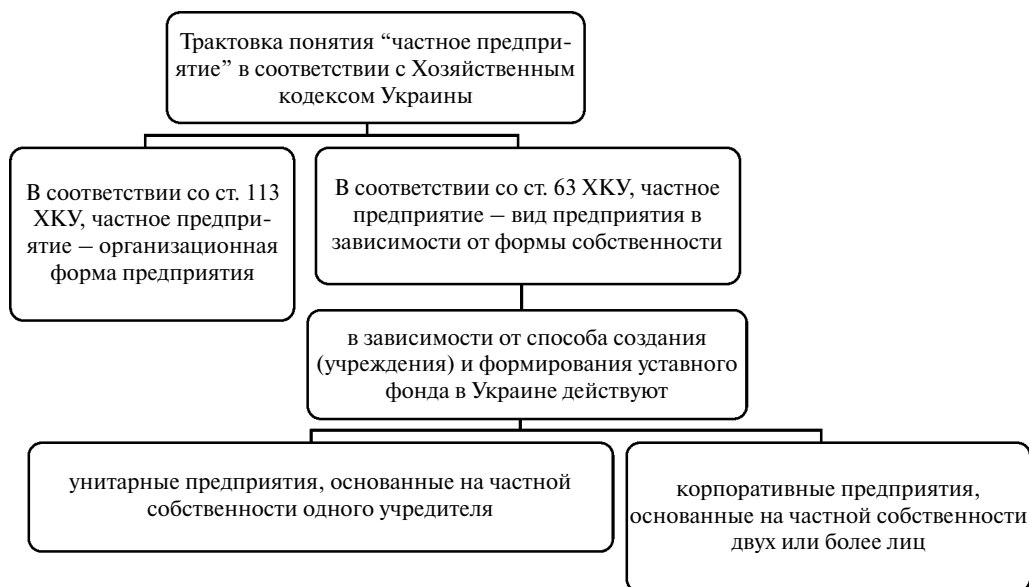 Трактовка понятия “частное предпри-
ятие” в соответствии с Хозяйственным
кодексом Украины
В соответствии со ст. 113
ХКУ, частное предпри-
ятие – организационная
форма предприятия
В соответствии со ст. 63 ХКУ, частное
предприятие – вид предприятия в
зависимости от формы собственности
в зависимости от способа создания
(учреждения) и формирования уставного
фонда в Украине действуют
унитарные предприятия, основанные на частной
собственности одного учредителя
корпоративные предприятия,
основанные на частной собственности
двух или более лиц